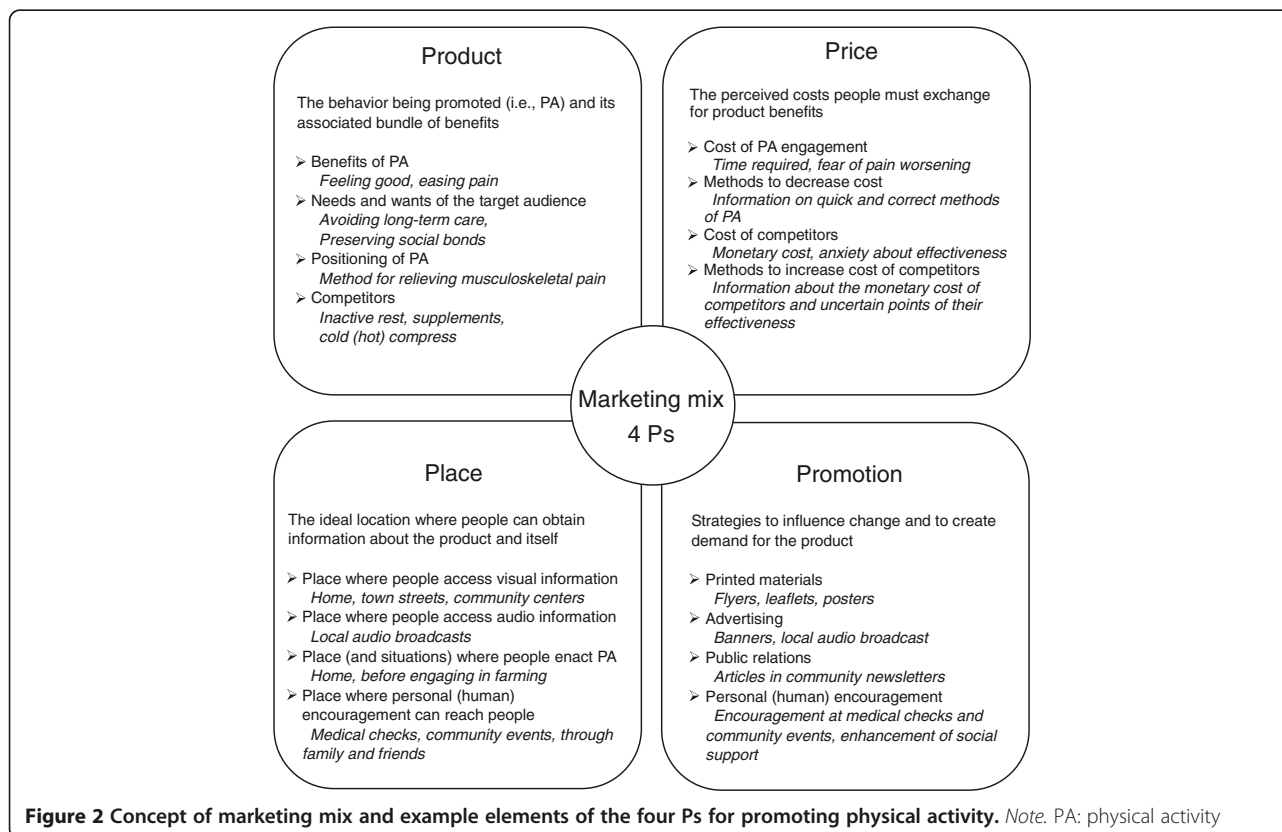 Product
The behavior being promoted (i.e., PA) and its
associated bundle of benefits
➢ Benefits of PA
Feeling good, easing pain
➢ Needs and wants of the target audience
Avoiding long-term care,
Preserving social bonds
➢ Positioning of PA
Method for relieving musculoskeletal pain
➢ Competitors
Inactive rest, supplements,
cold (hot) compress
Price
The perceived costs people must exchange
for product benefits
➢ Cost of PA engagement
Time required, fear of pain worsening
➢ Methods to decrease cost
Information on quick and correct methods
of PA
➢ Cost of competitors
Monetary cost, anxiety about effectiveness
➢ Methods to increase cost of competitors
Information about the monetary cost of
competitors and uncertain points of their
effectiveness
Marketing mix
4 Ps
Place
The ideal location where people can obtain
information about the product and itself
➢ Place where people access visual information
Home, town streets, community centers
➢ Place where people access audio information
Local audio broadcasts
➢ Place (and situations) where people enact PA
Home, before engaging in farming
➢ Place where personal (human)
encouragement can reach people
Medical checks, community events, through
family and friends
Promotion
Strategies to influence change and to create
demand for the product
➢ Printed materials
Flyers, leaflets, posters
➢ Advertising
Banners, local audio broadcast
➢ Public relations
Articles in community newsletters
➢ Personal (human) encouragement
Encouragement at medical checks and
community events, enhancement of social
support
Figure 2 Concept of marketing mix and example elements of the four Ps for promoting physical activity. Note. PA: physical activity